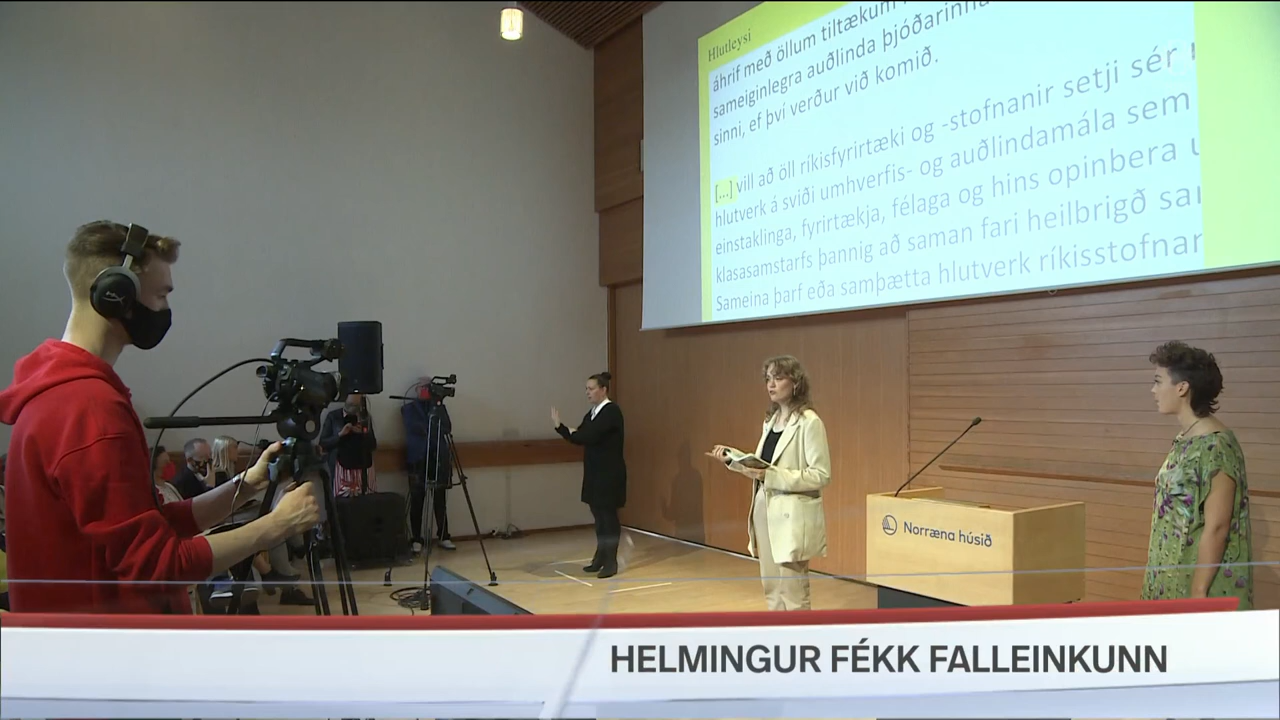 Hlutleysi
áhrif með öllum tiltækum
sameiginlegra auðlinda þjóðarinna
sinni, ef því verður við komið.
[...] vill að öll ríkisfyrirtæki og -stofnanir setji sér
hlutverk á sviði umhverfis- og auðlindamála sem
einstaklinga, fyrirtækja, félaga og hins opinbera
klasasamstarfs þannig að saman fari heilbrigð
Sameina þarf eða samþætta hlutverk ríkisstofnar
Norræna húsið
HELMINGUR FÉKK FALLEINKUNN